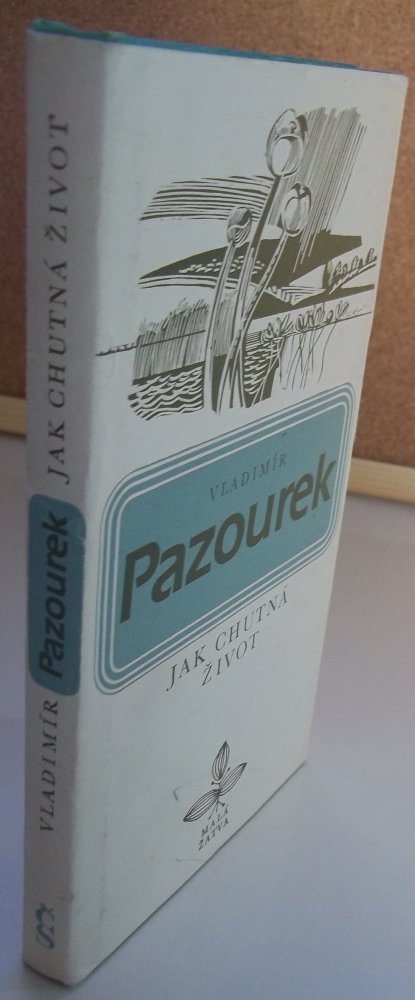 VLADIMÍR
Pazourek
JAK CHUTNÁ
ŽIVOT
MALÁ
ŽATVA
VLADIMÍR Pazourek JAK CHUTNÁ ŽIVOT